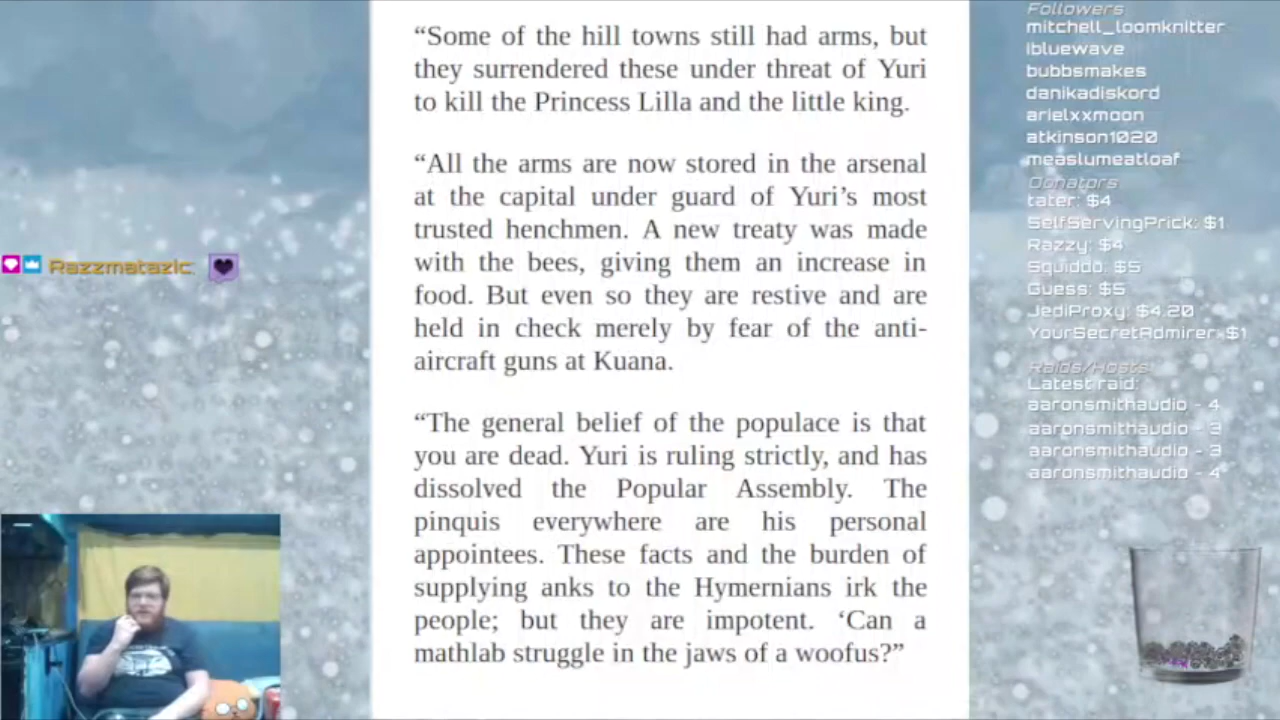 “Some of the hill towns still had arms, but
they surrendered these under threat of Yuri
to kill the Princess Lilla and the little king.
“All the arms are now stored in the arsenal
at the capital under guard of Yuri’s most
trusted henchmen. A new treaty was made
with the bees, giving them an increase in
food. But even so they are restive and are
held in check merely by fear of the anti-
aircraft guns at Kuana.
“The general belief of the populace is that
you are dead. Yuri is ruling strictly, and has
dissolved the Popular Assembly. The
pinquis everywhere are his personal
appointees. These facts and the burden of
supplying anks to the Hymernians irk the
people; but they are impotent. ‘Can a
mathlab struggle in the jaws of a woofus?”
Razzmatazic
Followers
mitchell_loomknitter
lbluewave
bubbsmakes
danikadiskord
arielxxmoon
atkinson1020
measlumeatloaf
Donators
tater: $4
SelfServingPrick: $1
Razzy: $4
Squiddo: $5
Guess: $5
JediProxy: $4.20
YourSecretAdmirer: $1
Raids/Hosts
Latest raid:
aaronsmithaudio - 4
aaronsmithaudio - 3
aaronsmithaudio - 3
aaronsmithaudio - 4